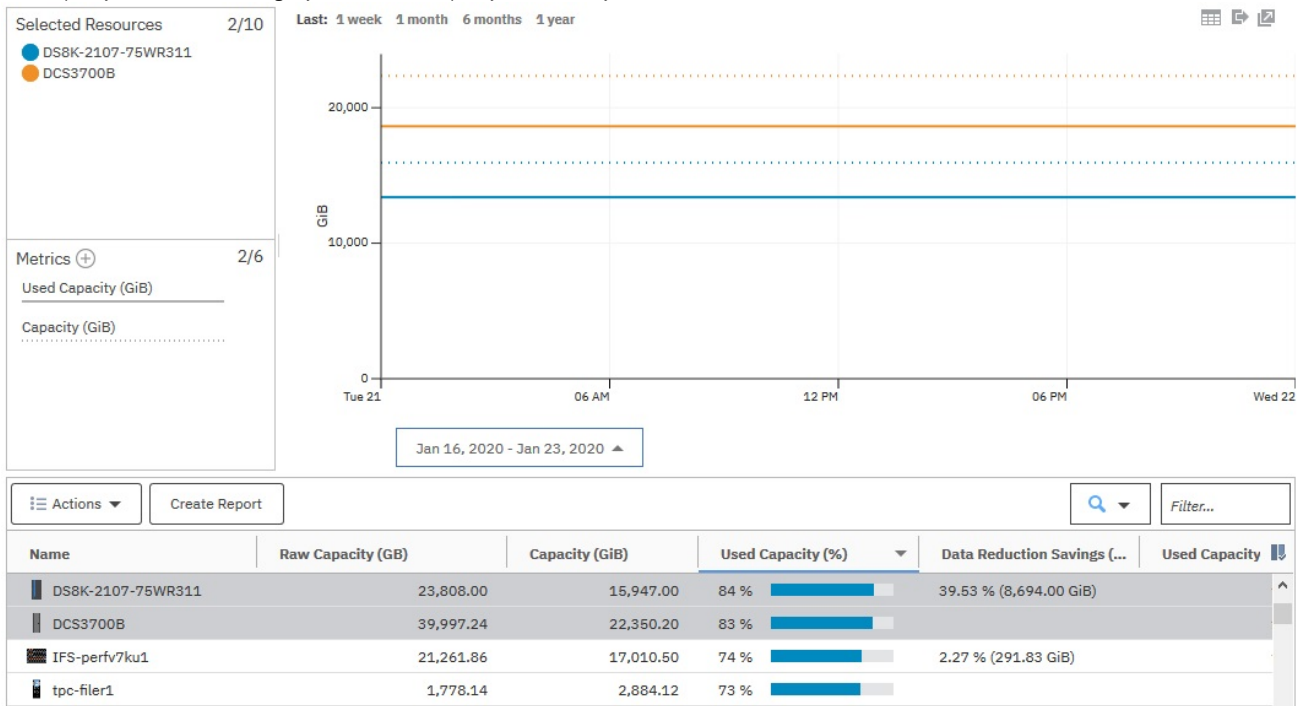 Selected Resources 2/10
DS8K-2107-75WR311
DCS3700B
Metrics 2/6
Used Capacity (GiB)
Capacity (GiB)
Last: 1 week 1 month 6 months 1 year
GiB
20,000
10,000
0
Tue 21 06 AM 12 PM 06 PM Wed 22
Jan 16, 2020 - Jan 23, 2020
Actions Create Report Filter...
Name Raw Capacity (GB) Capacity (GiB) Used Capacity (%) Data Reduction Savings (... Used Capacity
DS8K-2107-75WR311 23,808.00 15,947.00 84 % 39.53 % (8,694.00 GiB)
DCS3700B 39,997.24 22,350.20 83 %
IFS-perfv7ku1 21,261.86 17,010.50 74 % 2.27 % (291.83 GiB)
tpc-filer1 1,778.14 2,884.12 73 %